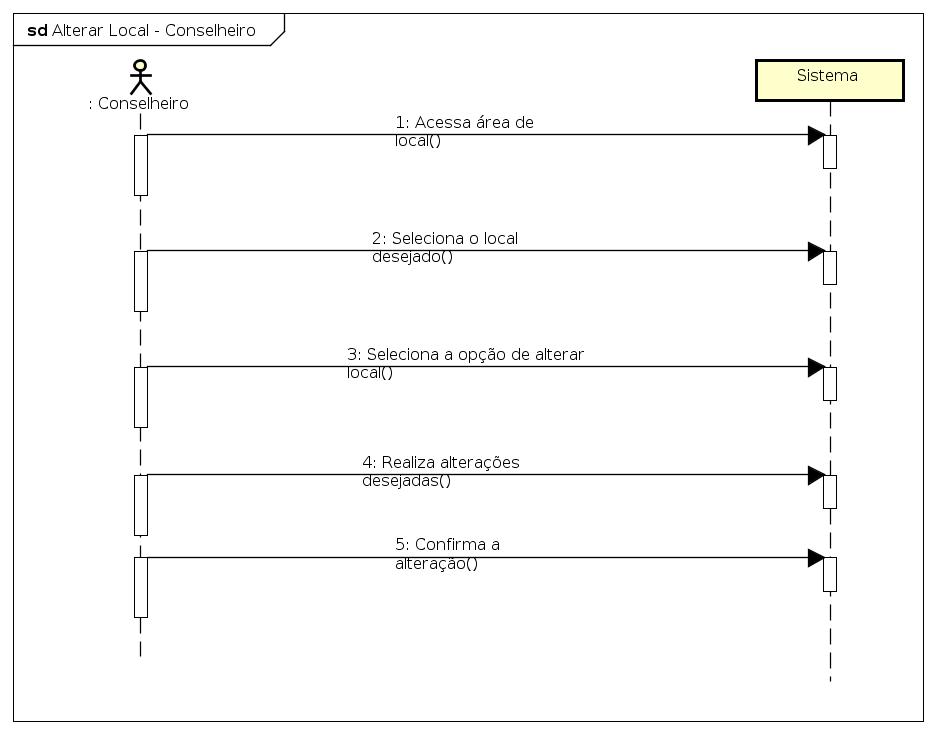 sd Alterar Local - Conselheiro
: Conselheiro
Sistema
1: Acessa área de
local()
2: Seleciona o local
desejado()
3: Seleciona a opção de alterar
local()
4: Realiza alterações
desejadas()
5: Confirma a
alteração()